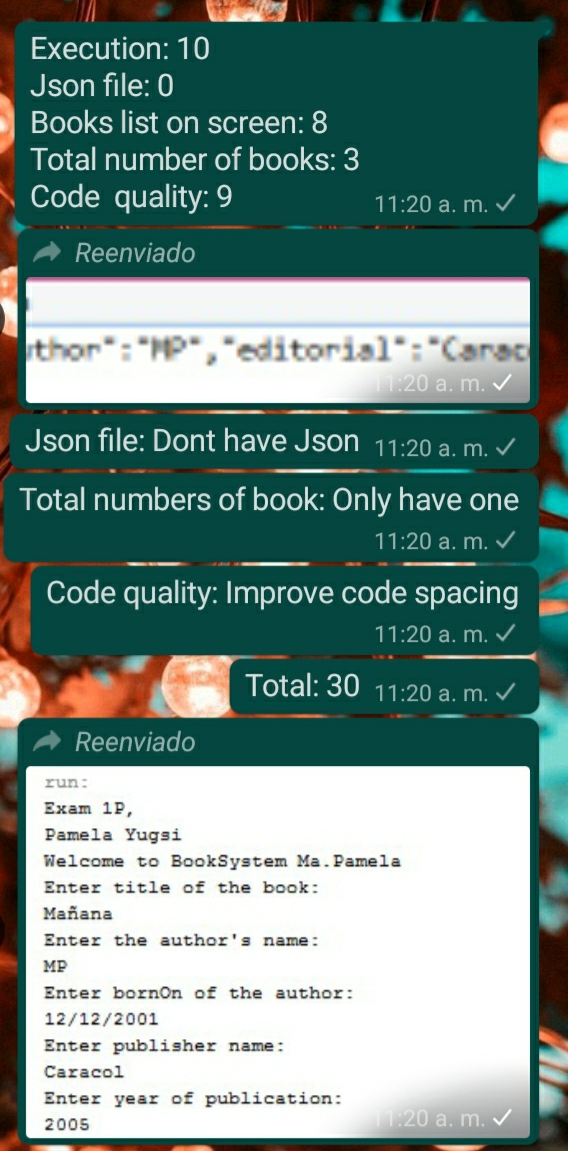 Execution: 10
Json file: 0
Books list on screen: 8
Total number of books: 3
Code quality: 9
11:20 a. m.
Reenviado
thor":"MP","editorial":"Carac
11:20 a. m.
Json file: Dont have Json
11:20 a. m.
Total numbers of book: Only have one
11:20 a. m.
Code quality: Improve code spacing
11:20 a. m.
Total: 30
11:20 a. m.
Reenviado
run:
Exam 1P,
Pamela Yugsi
Welcome to BookSystem Ma.Pamela
Enter title of the book:
Mañana
Enter the author's name:
MP
Enter bornOn of the author:
12/12/2001
Enter publisher name:
Caracol
Enter year of publication:
2005
11:20 a. m.